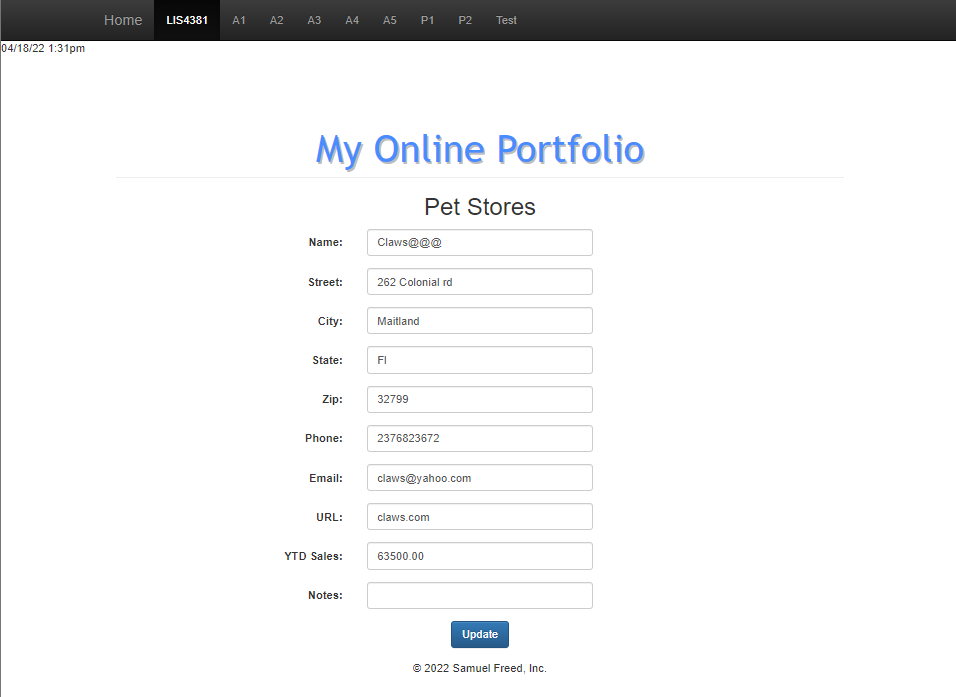 Home LIS4381 A1 A2 A3 A4 A5 P1 P2 Test
04/18/22 1:31pm
My Online Portfolio
Pet Stores
Name: Claws@@@
Street: 262 Colonial rd
City: Maitland
State: Fl
Zip: 32799
Phone: 2376823672
Email: claws@yahoo.com
URL: claws.com
YTD Sales: 63500.00
Notes:
Update
© 2022 Samuel Freed, Inc.